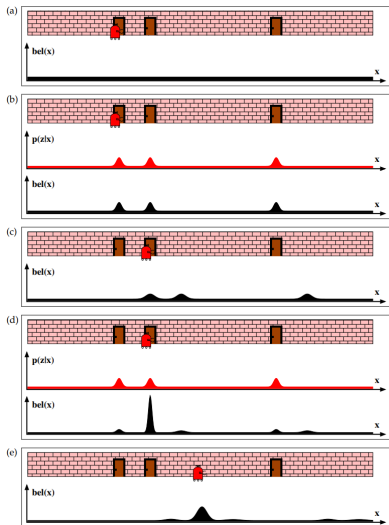 (a)
bel(x)
x
(b)
p(z|x)
x
bel(x)
x
(c)
bel(x)
x
(d)
p(z|x)
x
bel(x)
x
(e)
bel(x)
x